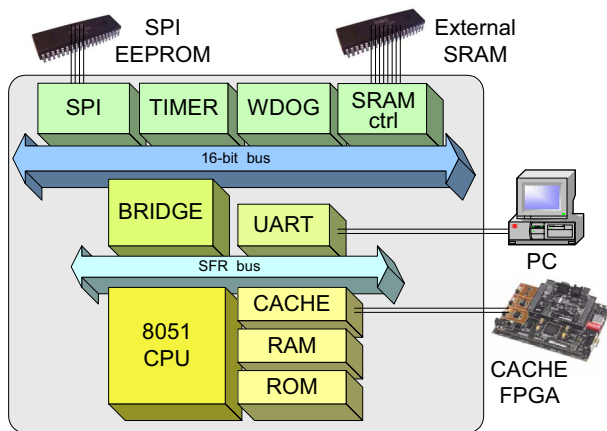 SPI
EEPROM
External
SRAM
SPI
TIMER
WDOG
SRAM
ctrl
16-bit bus
BRIDGE
UART
PC
SFR bus
8051
CPU
CACHE
RAM
ROM
CACHE
FPGA